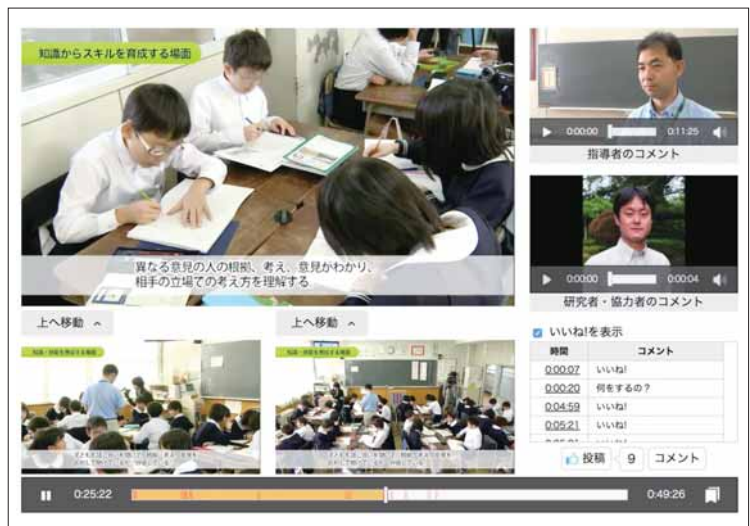 知識からスキルを育成する場面
異なる意見の人の根拠、考え、意見がわかり、
相手の立場での考え方を理解する
上へ移動 ^
上へ移動 ^
0:00:00
0:11:25
指導者のコメント
0:00:00
0:00:04
研究者・協力者のコメント
いいね!を表示
時間 コメント
0:00:07 いいね!
0:00:20 何をするの？
0:04:59 いいね!
0:05:21 いいね!
投稿 9 コメント
0:25:22
0:49:26